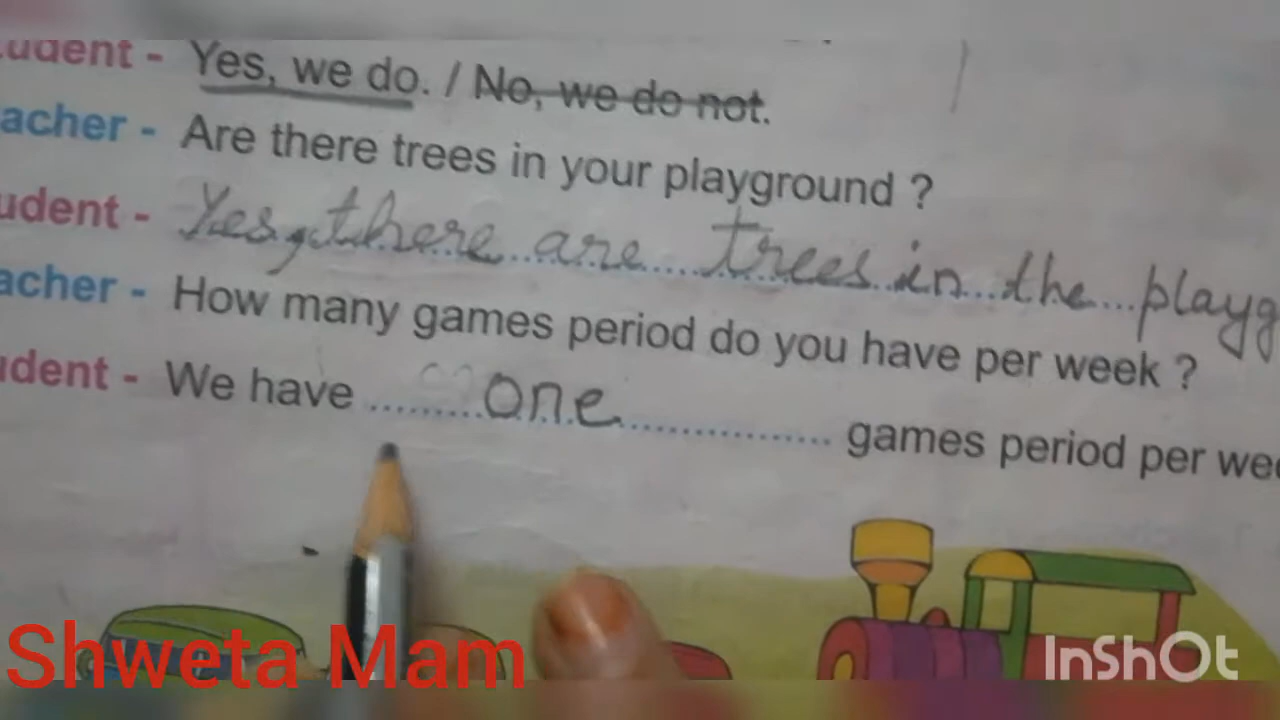 udent - Yes, we do. / No, we do not.
acher - Are there trees in your playground ?
udent - Yes, there are trees in the playg
acher - How many games period do you have per week ?
udent - We have one games period per wee
Shweta Mam
InShOt